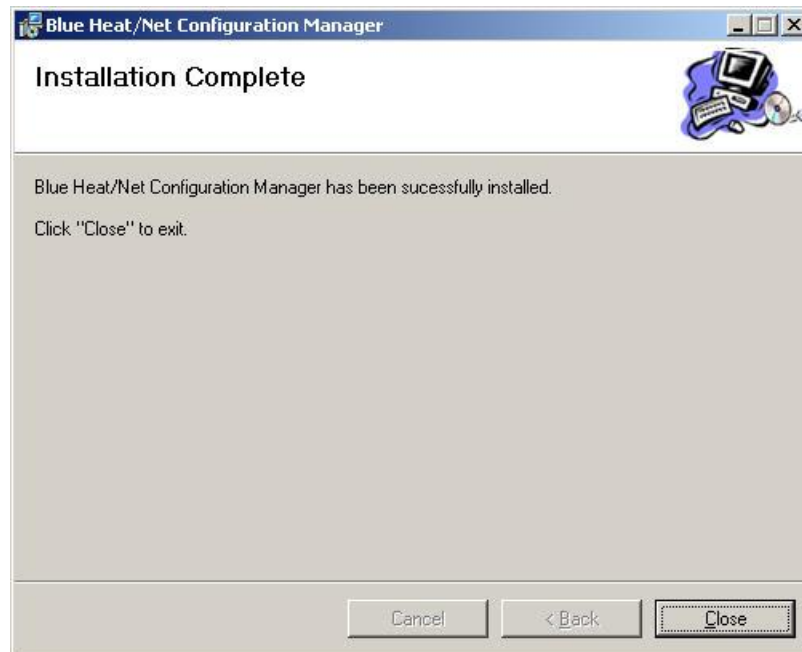 Blue Heat/Net Configuration Manager
Installation Complete
Blue Heat/Net Configuration Manager has been sucessfully installed.
Click "Close" to exit.
Cancel
< Back
Close